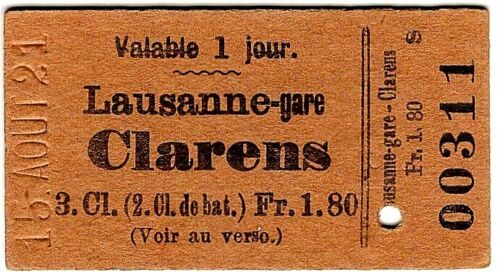 Valable 1 jour.
Lausanne-gare
Clarens
3. Cl. (2. Cl. de bat.) Fr. 1.80
(Voir au verso.)
15. AOUT 21
Lausanne-gare - Clarens
Fr. 1. 80
00311